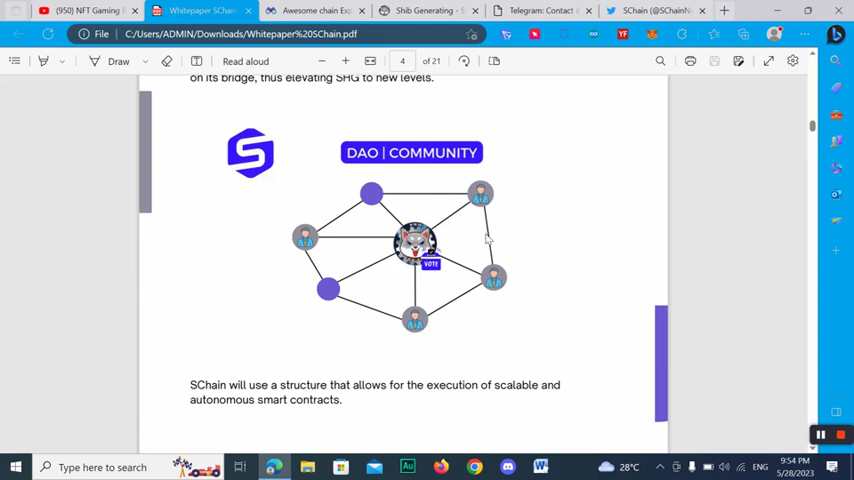 (950) NFT Gaming I
Whitepaper SChain
Awesome chain Exp
Shib Generating - S
Telegram: Contact
SChain (@SChainN
File
C:/Users/ADMIN/Downloads/Whitepaper%20SChain.pdf
Draw
Read aloud
4
of 21
on its bridge, thus elevating SHG to new levels.
S
DAO | COMMUNITY
VOTE
SChain will use a structure that allows for the execution of scalable and
autonomous smart contracts.
Type here to search
Au
W
28°C
ENG
9:54 PM
5/28/2023
YF